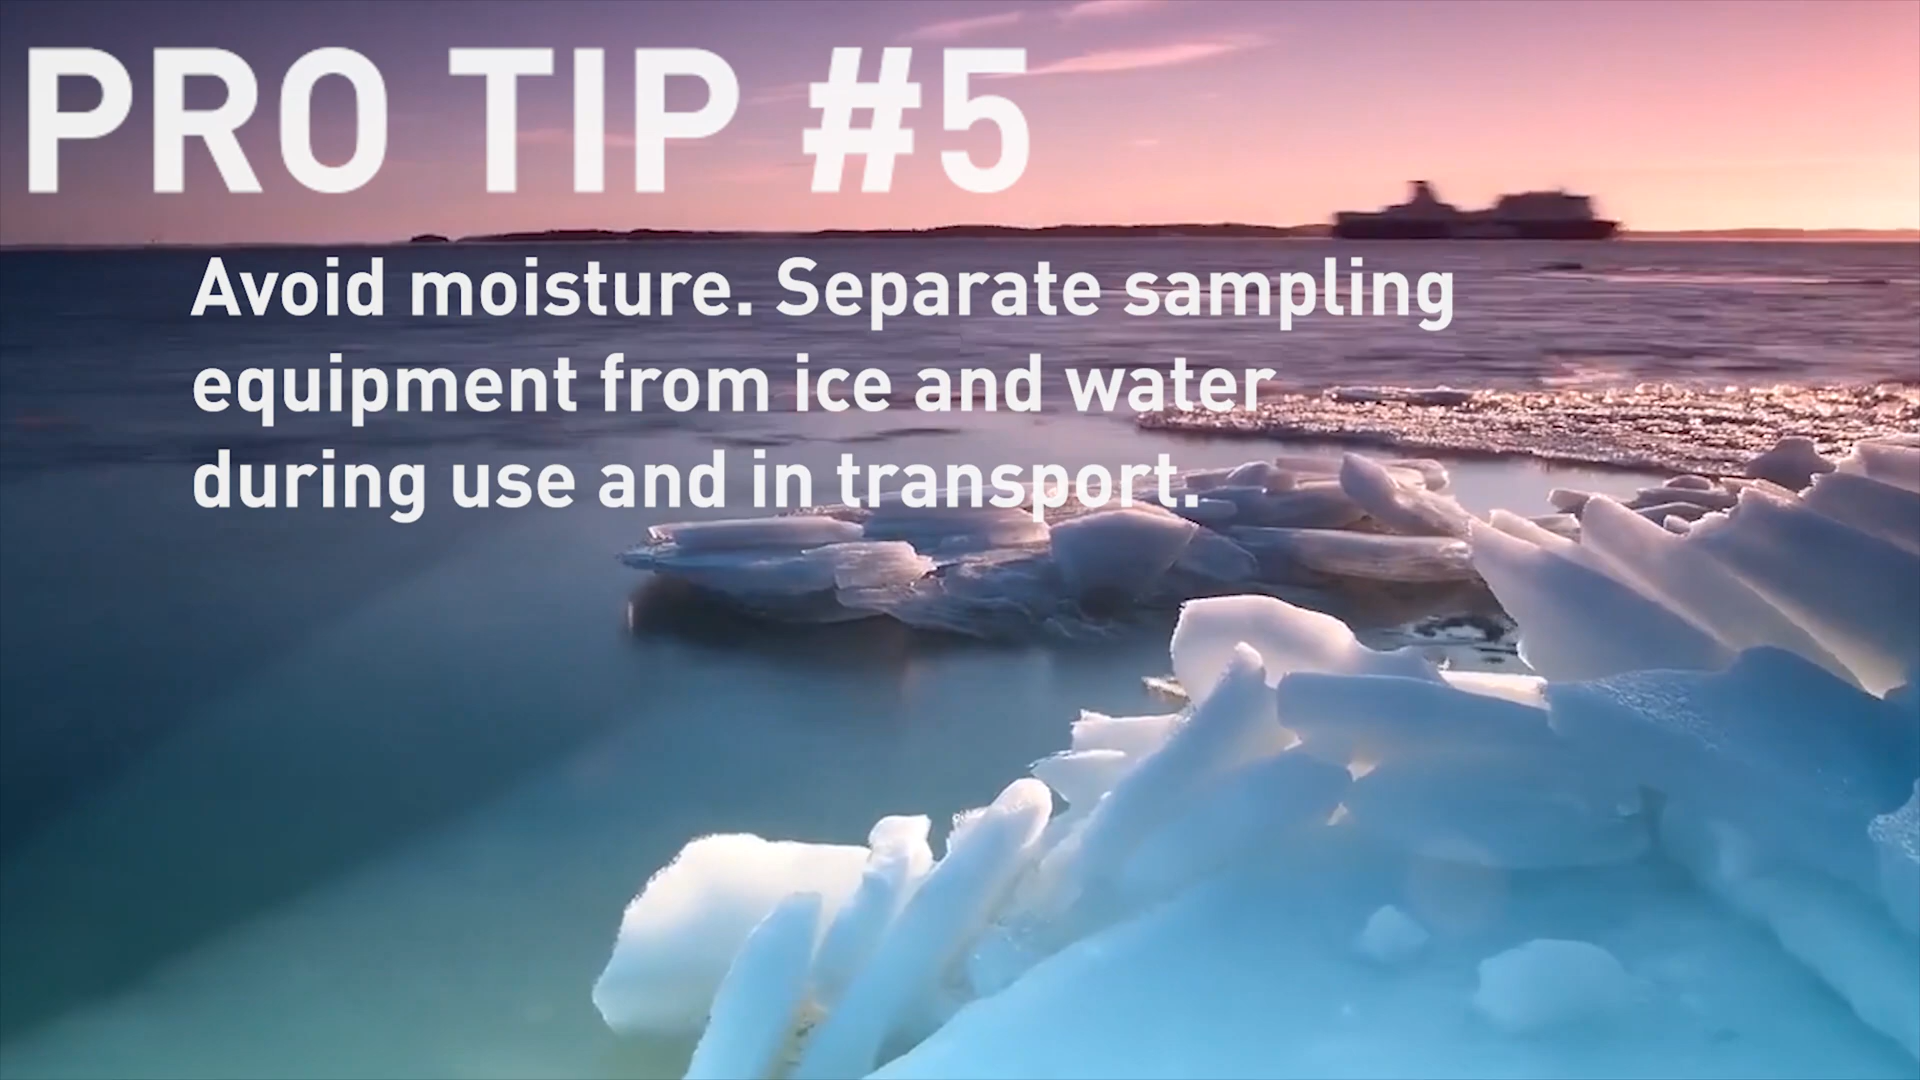 PRO TIP #5
Avoid moisture. Separate sampling
equipment from ice and water
during use and in transport.